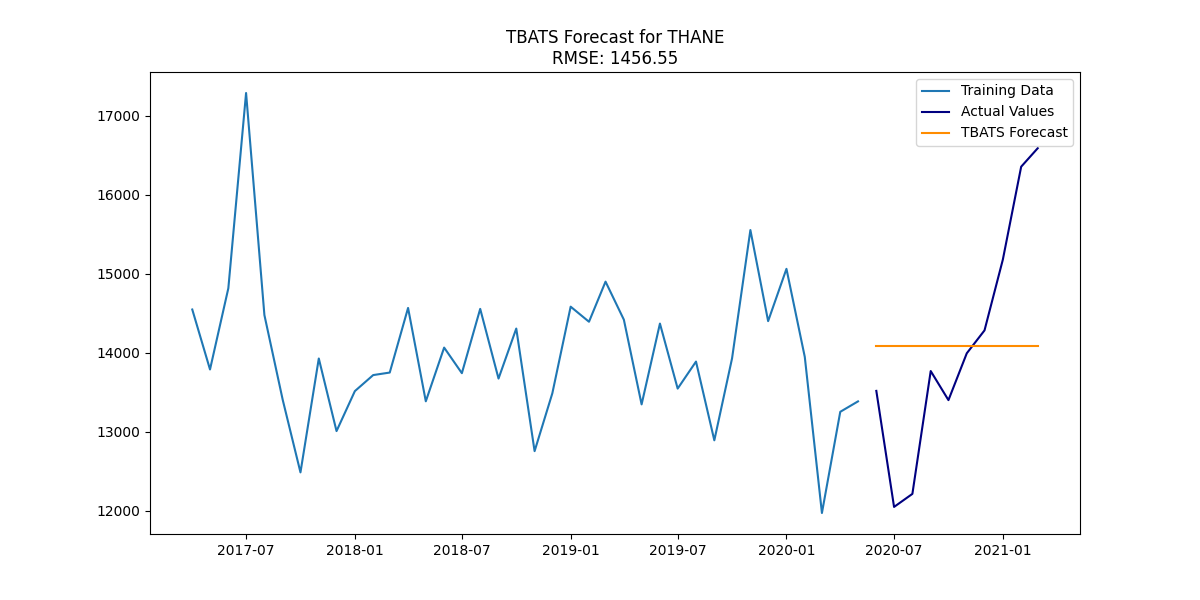 TBATS Forecast for THANE
RMSE: 1456.55
Training Data
Actual Values
TBATS Forecast
17000
16000
15000
14000
13000
12000
2017-07
2018-01
2018-07
2019-01
2019-07
2020-01
2020-07
2021-01